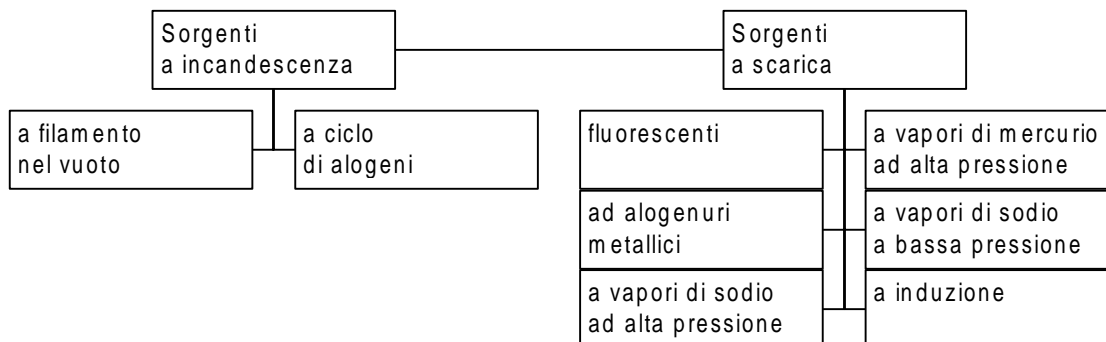 Sorgenti
a incandescenza
Sorgenti
a scarica
a filamento
nel vuoto
a ciclo
di alogeni
fluorescenti
a vapori di mercurio
ad alta pressione
ad alogenuri
metallici
a vapori di sodio
a bassa pressione
a vapori di sodio
ad alta pressione
a induzione